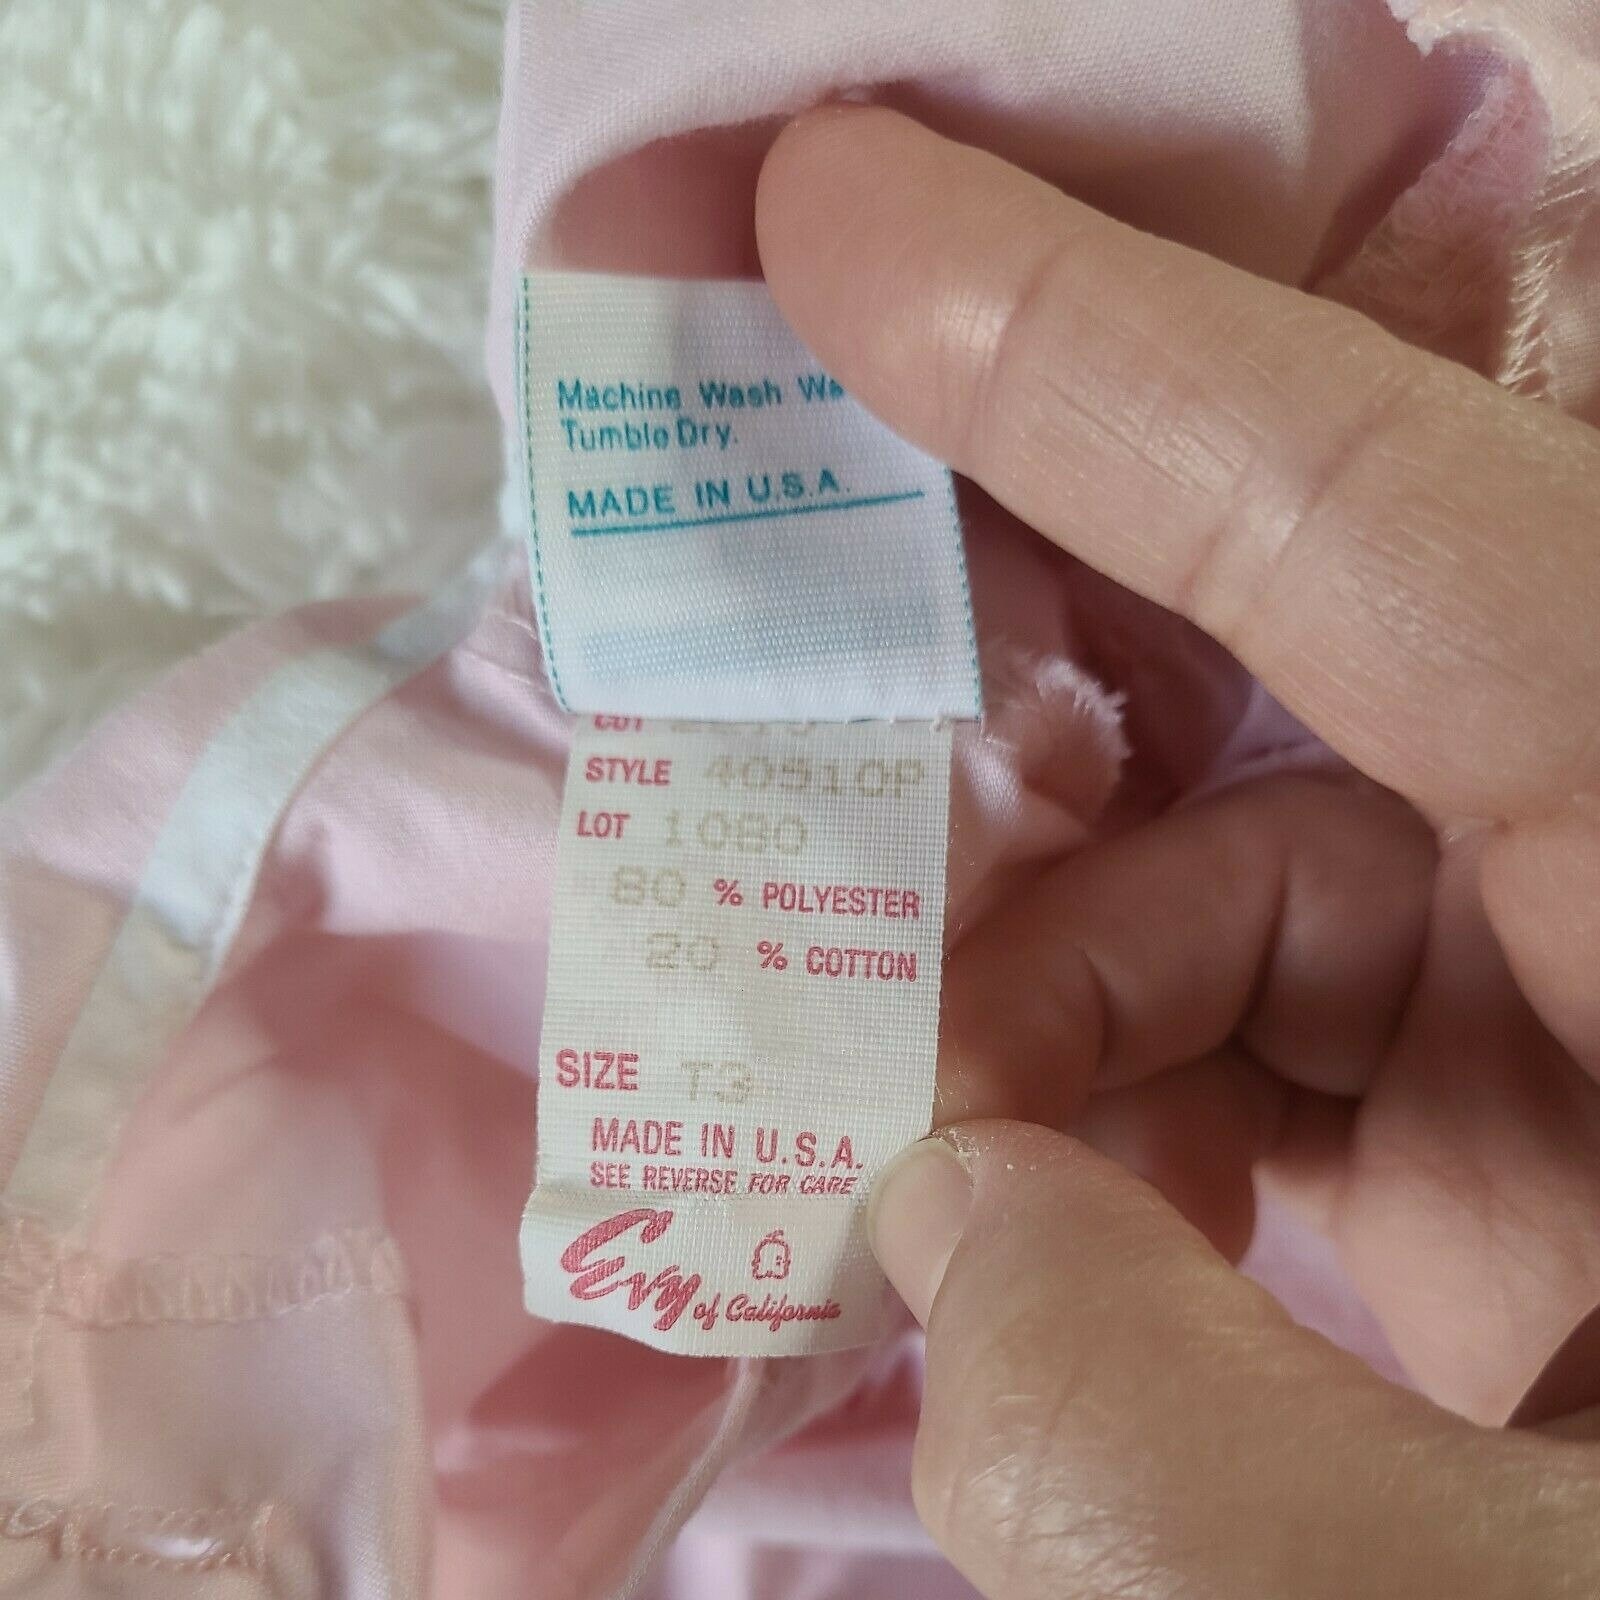 Machine Wash
Tumble Dry.
MADE IN U.S.A.
CUT
STYLE 40510P
LOT 1080
80 % POLYESTER
20 % COTTON
SIZE T3
MADE IN U.S.A.
SEE REVERSE FOR CARE
Evy of California